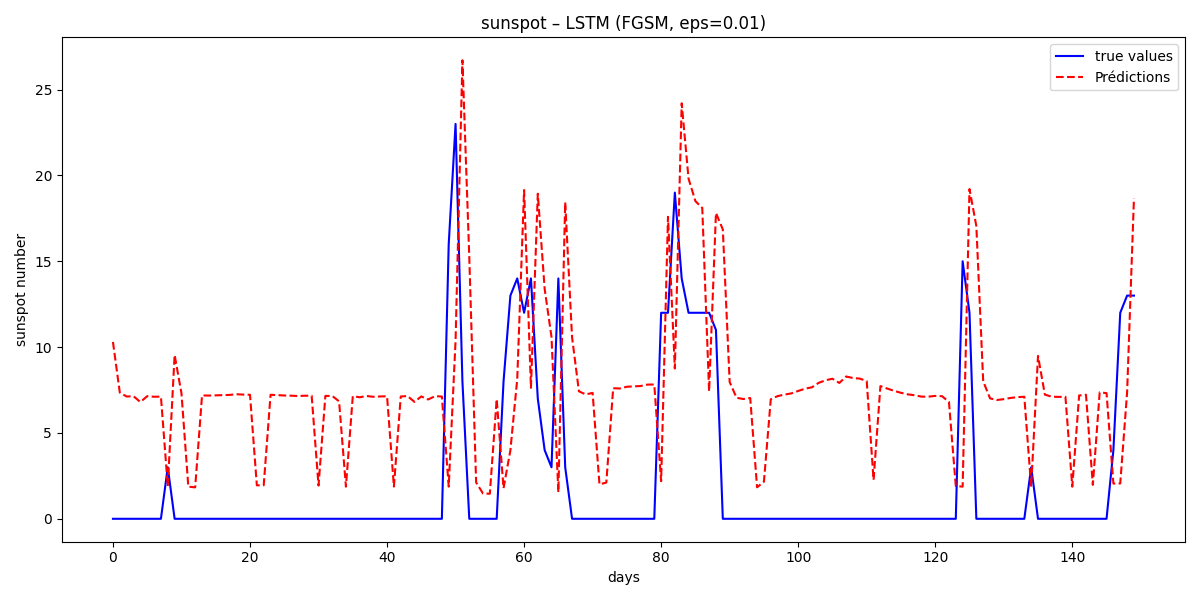 sunspot – LSTM (FGSM, eps=0.01)
true values
Prédictions
sunspot number
25
20
15
10
5
0
0 20 40 60 80 100 120 140
days